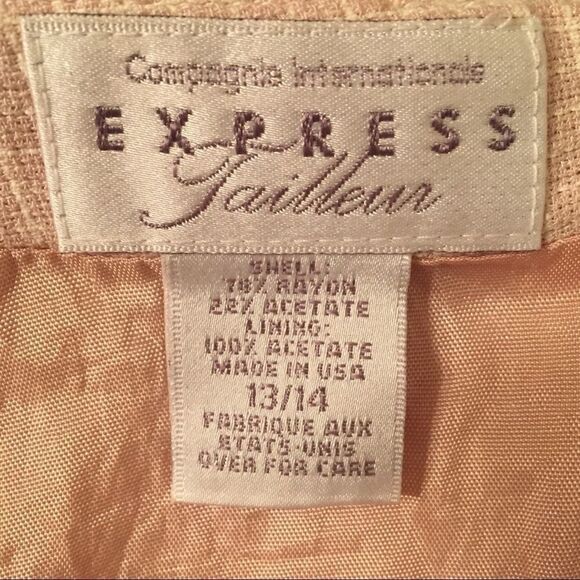 Compagnie Internationale
EXPRESS
Tailleur
SHELL:
78% RAYON
22% ACETATE
LINING:
100% ACETATE
MADE IN USA
13/14
FABRIQUE AUX
ETATS-UNIS
OVER FOR CARE